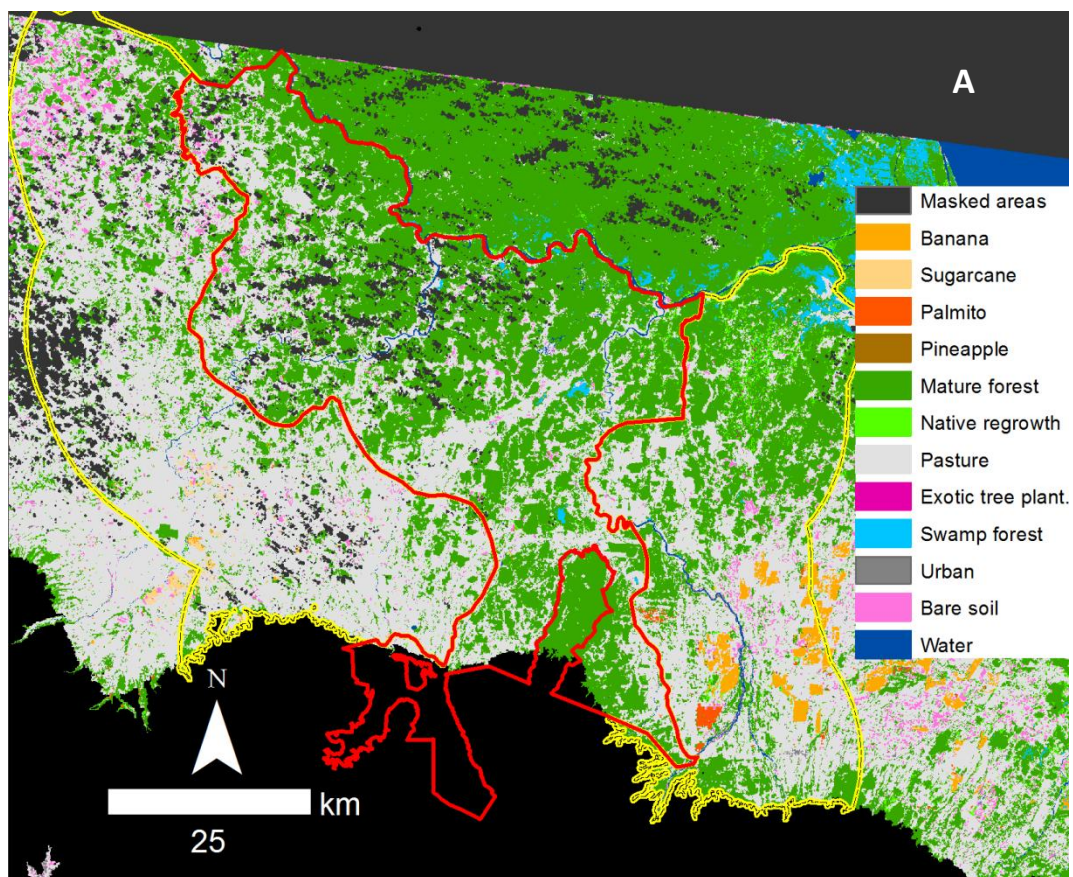 A
Masked areas
Banana
Sugarcane
Palmito
Pineapple
Mature forest
Native regrowth
Pasture
Exotic tree plant.
Swamp forest
Urban
Bare soil
Water
N
km
25